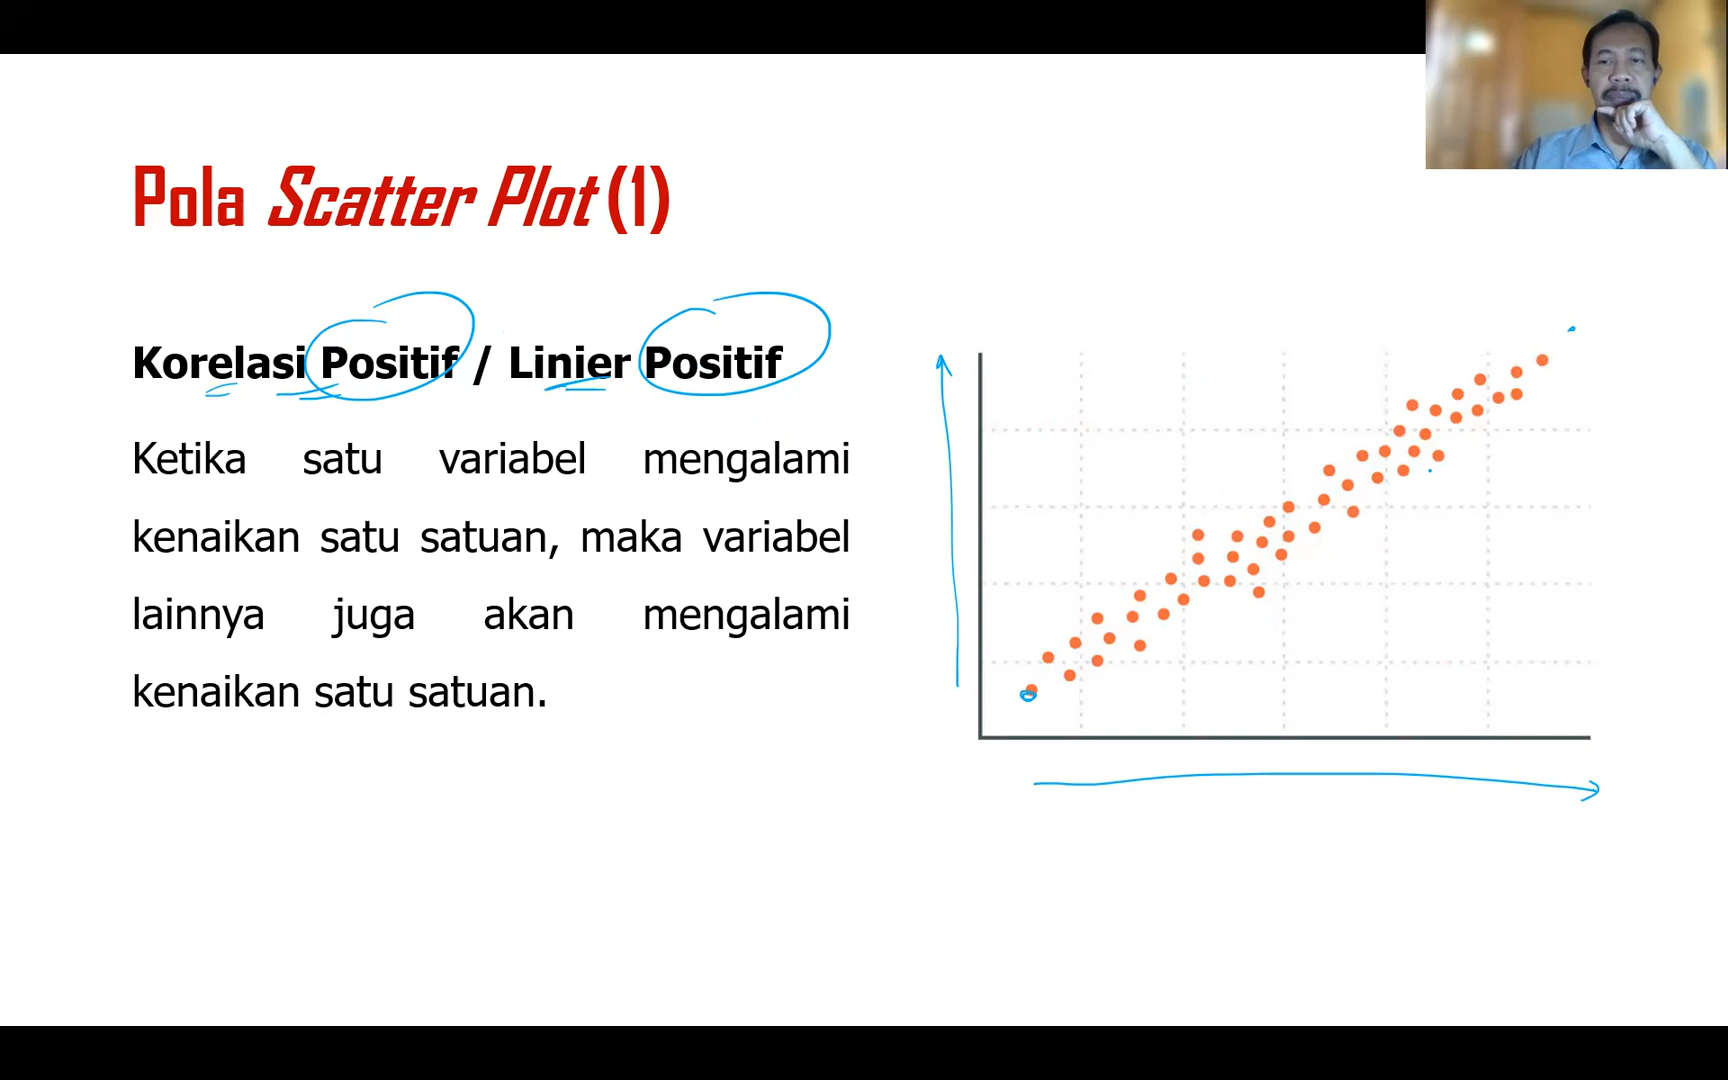 Pola Scatter Plot (1)
Korelasi Positif / Linier Positif
Ketika satu variabel mengalami
kenaikan satu satuan, maka variabel
lainnya juga akan mengalami
kenaikan satu satuan.